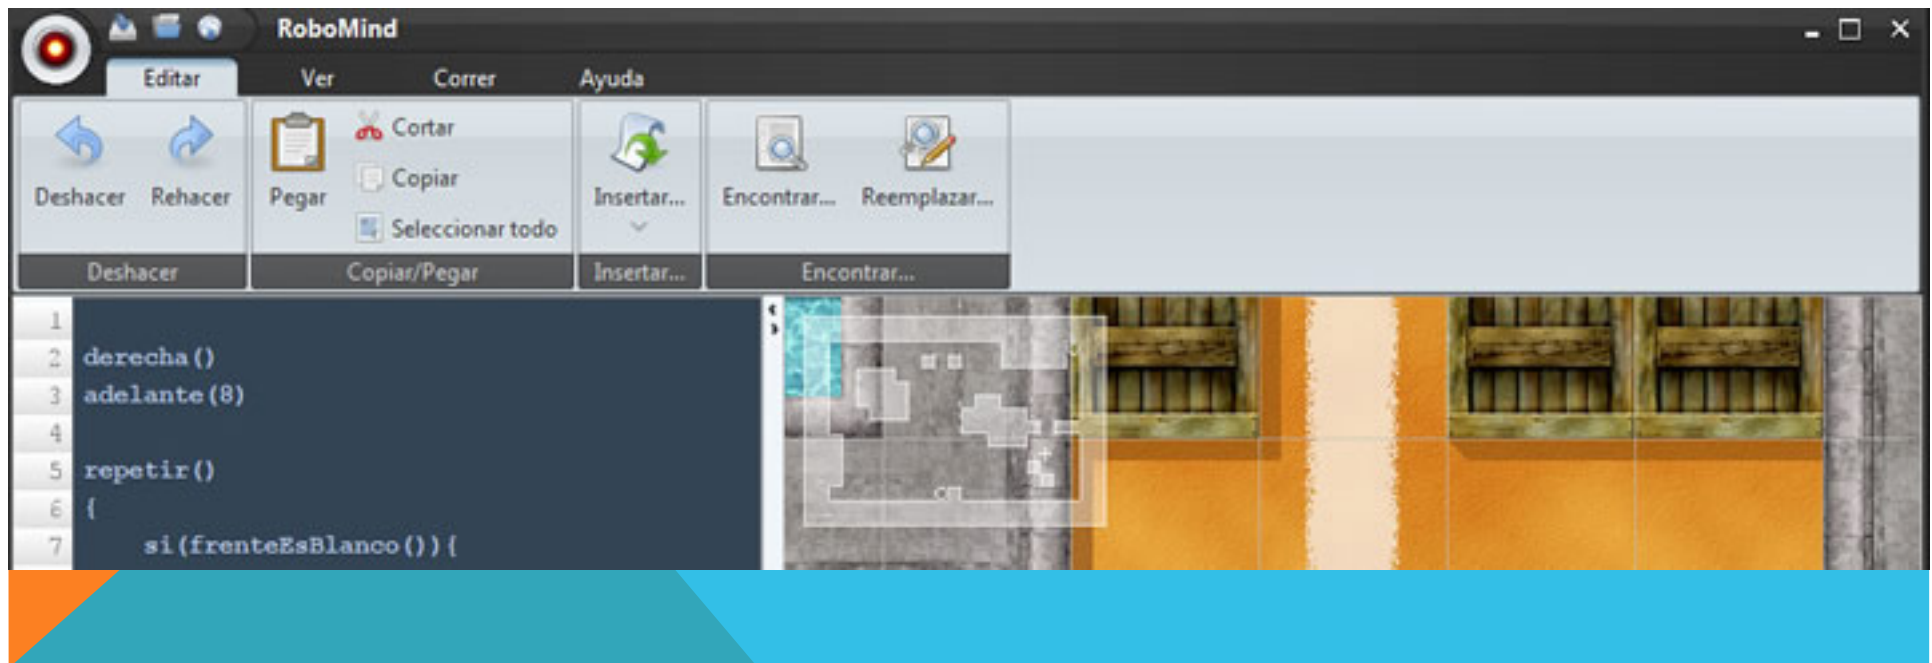 RoboMind
Editar Ver Correr Ayuda
Deshacer Rehacer
Pegar
Cortar
Copiar
Seleccionar todo
Insertar...
Encontrar... Reemplazar...
Deshacer Copiar/Pegar Insertar... Encontrar...
1
2 derecha()
3 adelante(8)
4
5 repetir()
6 {
7 si(frenteEsBlanco()){